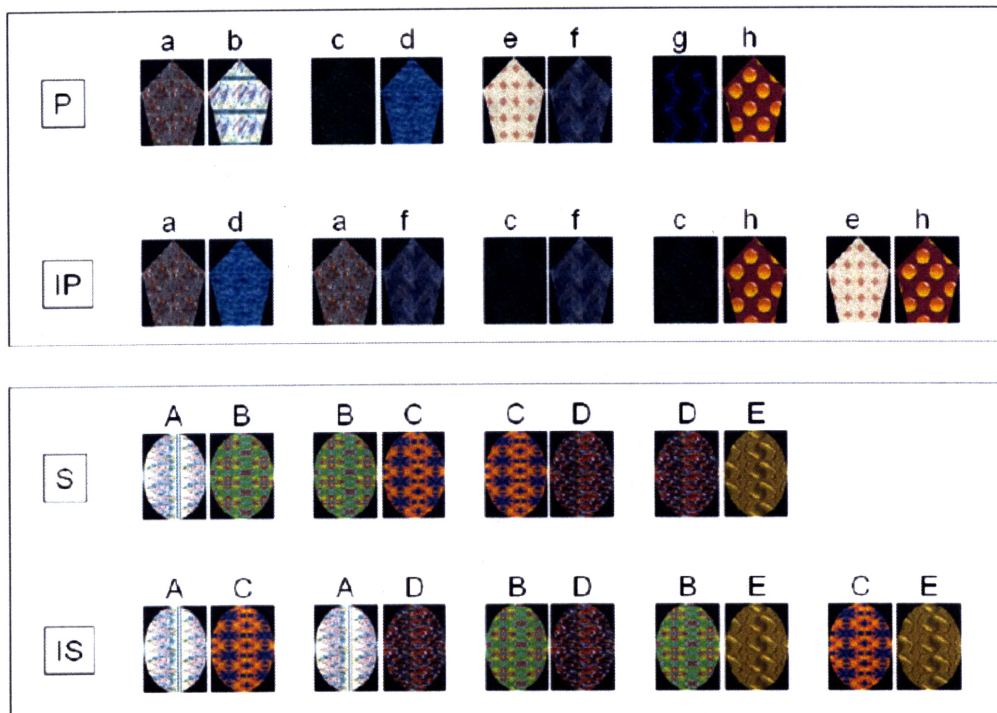 a b c d e f g h
P
a d a f c f c h e h
IP
A B B C C D D E
S
A C A D B D B E C E
IS